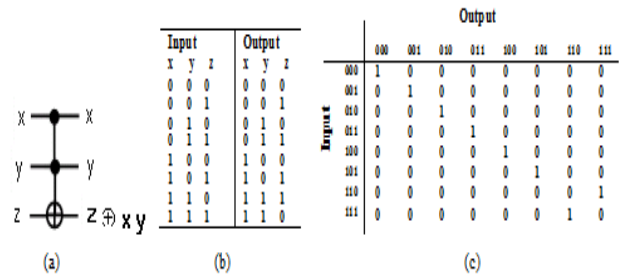 x x
y y
z z ⊕ x y
(a)
Input Output
x y z x y z
0 0 0 0 0 0
0 0 1 0 0 1
0 1 0 0 1 0
0 1 1 0 1 1
1 0 0 1 0 0
1 0 1 1 0 1
1 1 0 1 1 1
1 1 1 1 1 0
(b)
Output
Input
000 001 010 011 100 101 110 111
000 1 0 0 0 0 0 0 0
001 0 1 0 0 0 0 0 0
010 0 0 1 0 0 0 0 0
011 0 0 0 1 0 0 0 0
100 0 0 0 0 1 0 0 0
101 0 0 0 0 0 1 0 0
110 0 0 0 0 0 0 0 1
111 0 0 0 0 0 0 1 0
(c)